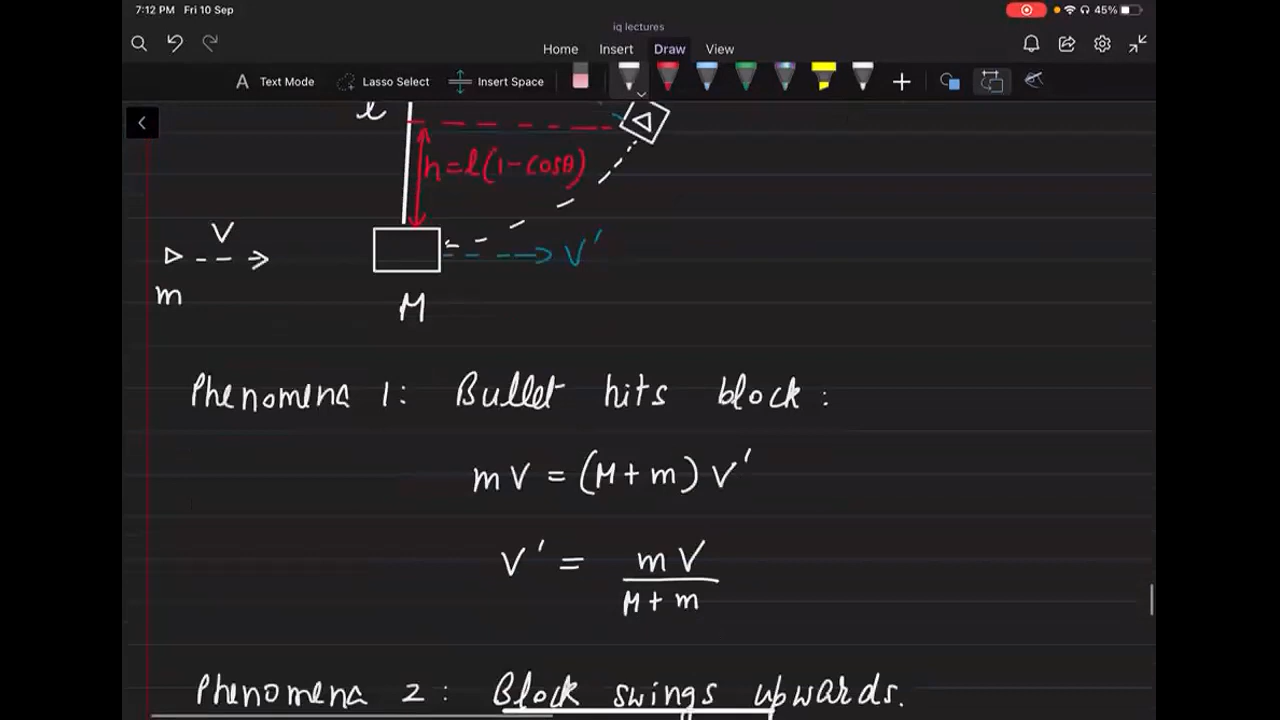 7:12 PM Fri 10 Sep 45%
iq lectures
Home Insert Draw View
A Text Mode Lasso Select Insert Space
l
h=l(1-cosθ)
V
V'
m
M
Phenomena 1: Bullet hits block:
mV = (M+m) V'
V' = mV
M+m
Phenomena 2: Block swings upwards.